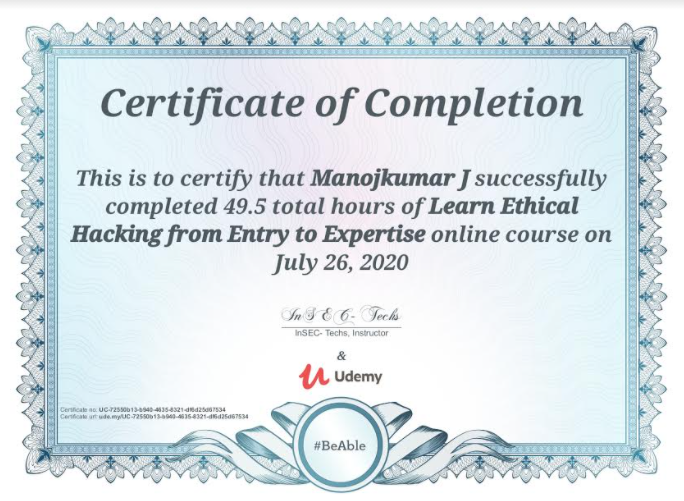 Certificate of Completion
This is to certify that Manojkumar J successfully
completed 49.5 total hours of Learn Ethical
Hacking from Entry to Expertise online course on
July 26, 2020
InSEC- Techs
InSEC- Techs, Instructor
&
Udemy
Certificate no: UC-72550b13-b940-4635-8321-df6d25d67534
Certificate url: ude.my/UC-72550b13-b940-4635-8321-df6d25d67534
#BeAble